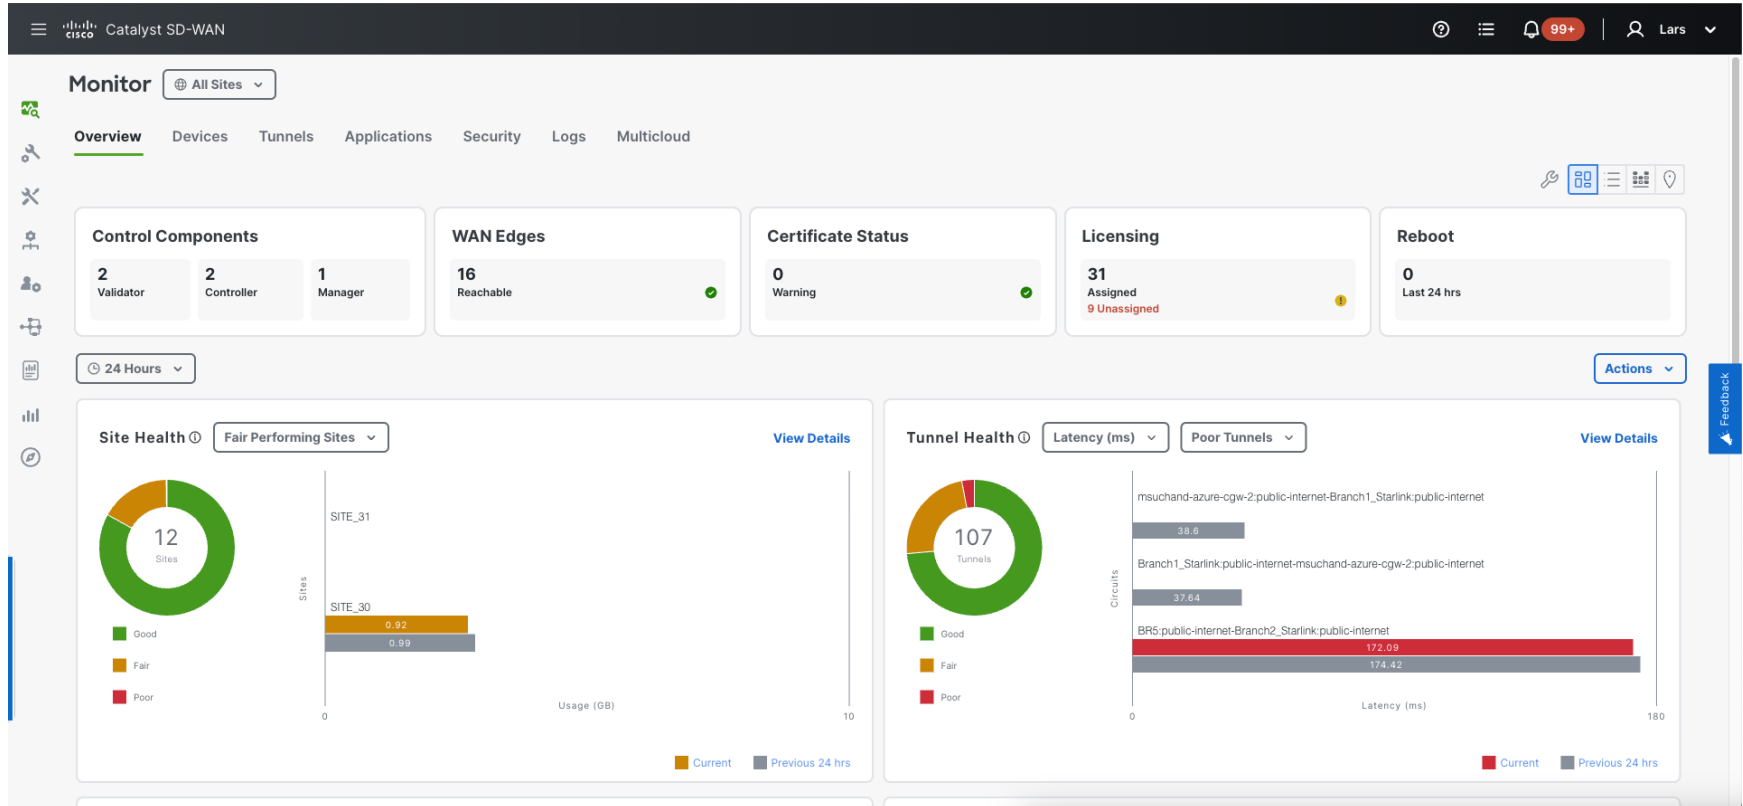 cisco Catalyst SD-WAN 99+ Lars
Monitor All Sites
Overview Devices Tunnels Applications Security Logs Multicloud
Control Components
2 2 1
Validator Controller Manager
WAN Edges
16
Reachable
Certificate Status
0
Warning
Licensing
31
Assigned
9 Unassigned
Reboot
0
Last 24 hrs
24 Hours Actions
Feedback
Site Health Fair Performing Sites View Details
12
Sites
Good
Fair
Poor
Sites
SITE_31
SITE_30
0.92
0.99
Usage (GB)
0 10
Current Previous 24 hrs
Tunnel Health Latency (ms) Poor Tunnels View Details
107
Tunnels
Good
Fair
Poor
Circuits
msuchand-azure-cgw-2:public-internet-Branch1_Starlink:public-internet
38.6
Branch1_Starlink:public-internet-msuchand-azure-cgw-2:public-internet
37.64
BR5:public-internet-Branch2_Starlink:public-internet
172.09
174.42
Latency (ms)
0 180
Current Previous 24 hrs